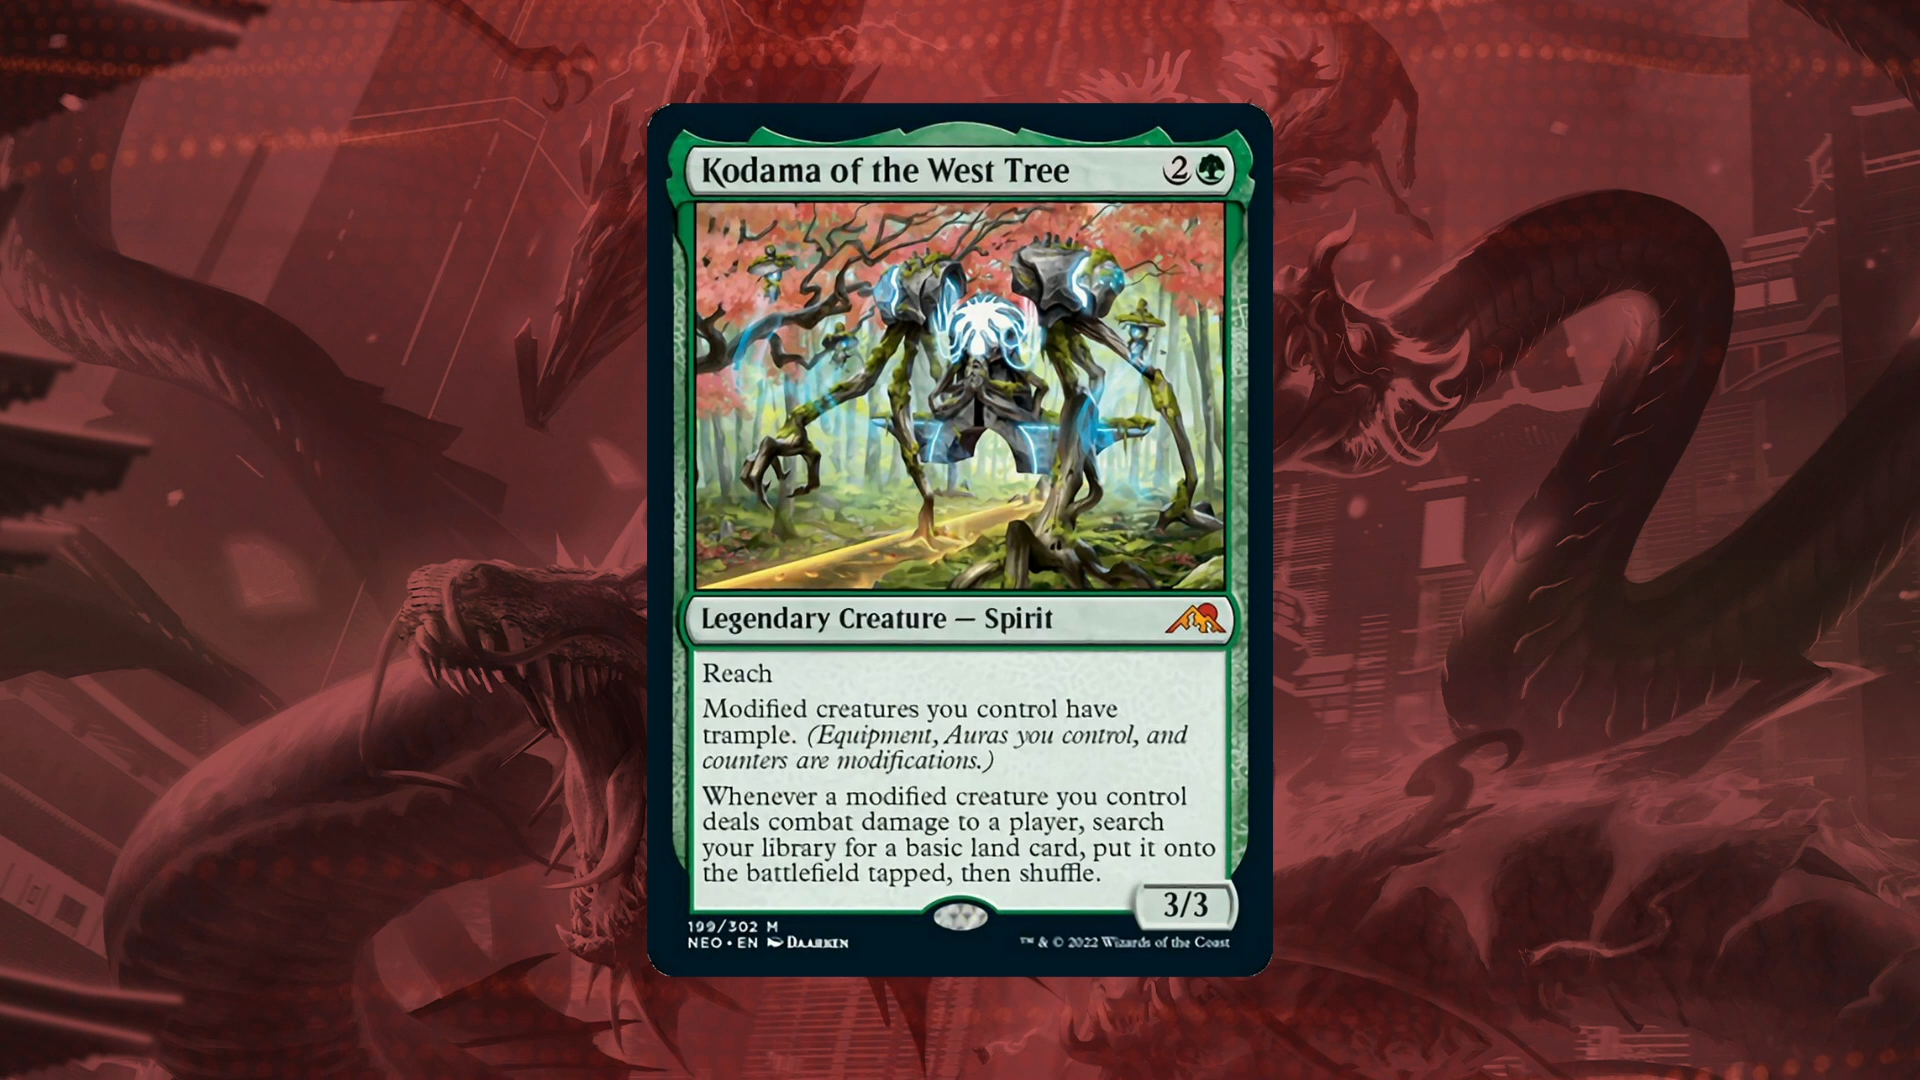 Kodama of the West Tree 2
Legendary Creature — Spirit
Reach
Modified creatures you control have
trample. (Equipment, Auras you control, and
counters are modifications.)
Whenever a modified creature you control
deals combat damage to a player, search
your library for a basic land card, put it onto
the battlefield tapped, then shuffle.
3/3
199/302 M
NEO • EN Daarken
™ & © 2022 Wizards of the Coast